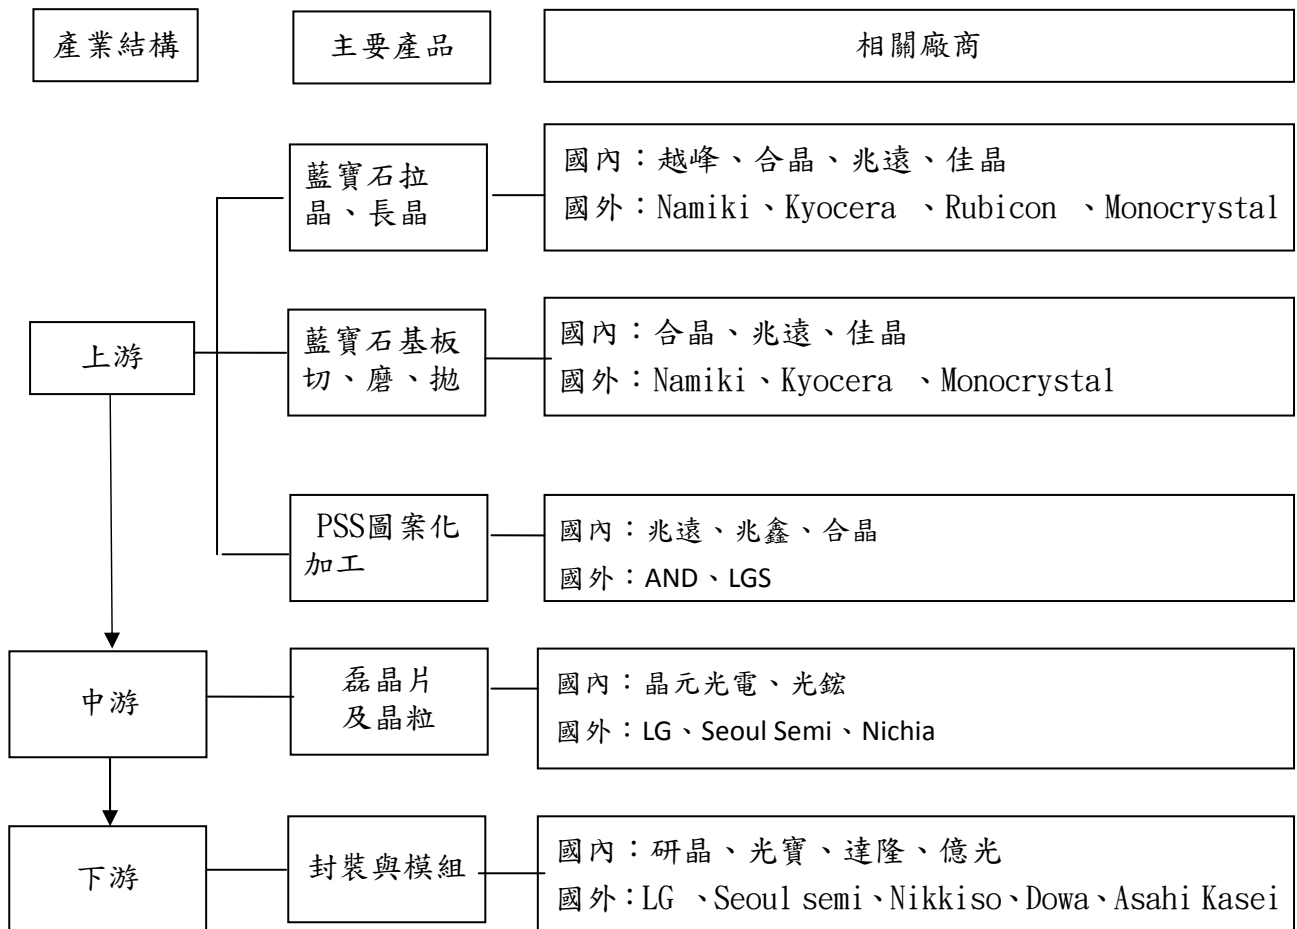 產業結構
主要產品
相關廠商
藍寶石拉
晶、長晶
國內：越峰、合晶、兆遠、佳晶
國外：Namiki、Kyocera 、Rubicon 、Monocrystal
上游
藍寶石基板
切、磨、拋
國內：合晶、兆遠、佳晶
國外：Namiki、Kyocera 、Monocrystal
PSS圖案化
加工
國內：兆遠、兆鑫、合晶
國外：AND、LGS
中游
磊晶片
及晶粒
國內：晶元光電、光鋐
國外：LG、Seoul Semi、Nichia
下游
封裝與模組
國內：研晶、光寶、達隆、億光
國外：LG 、Seoul semi、Nikkiso、Dowa、Asahi Kasei